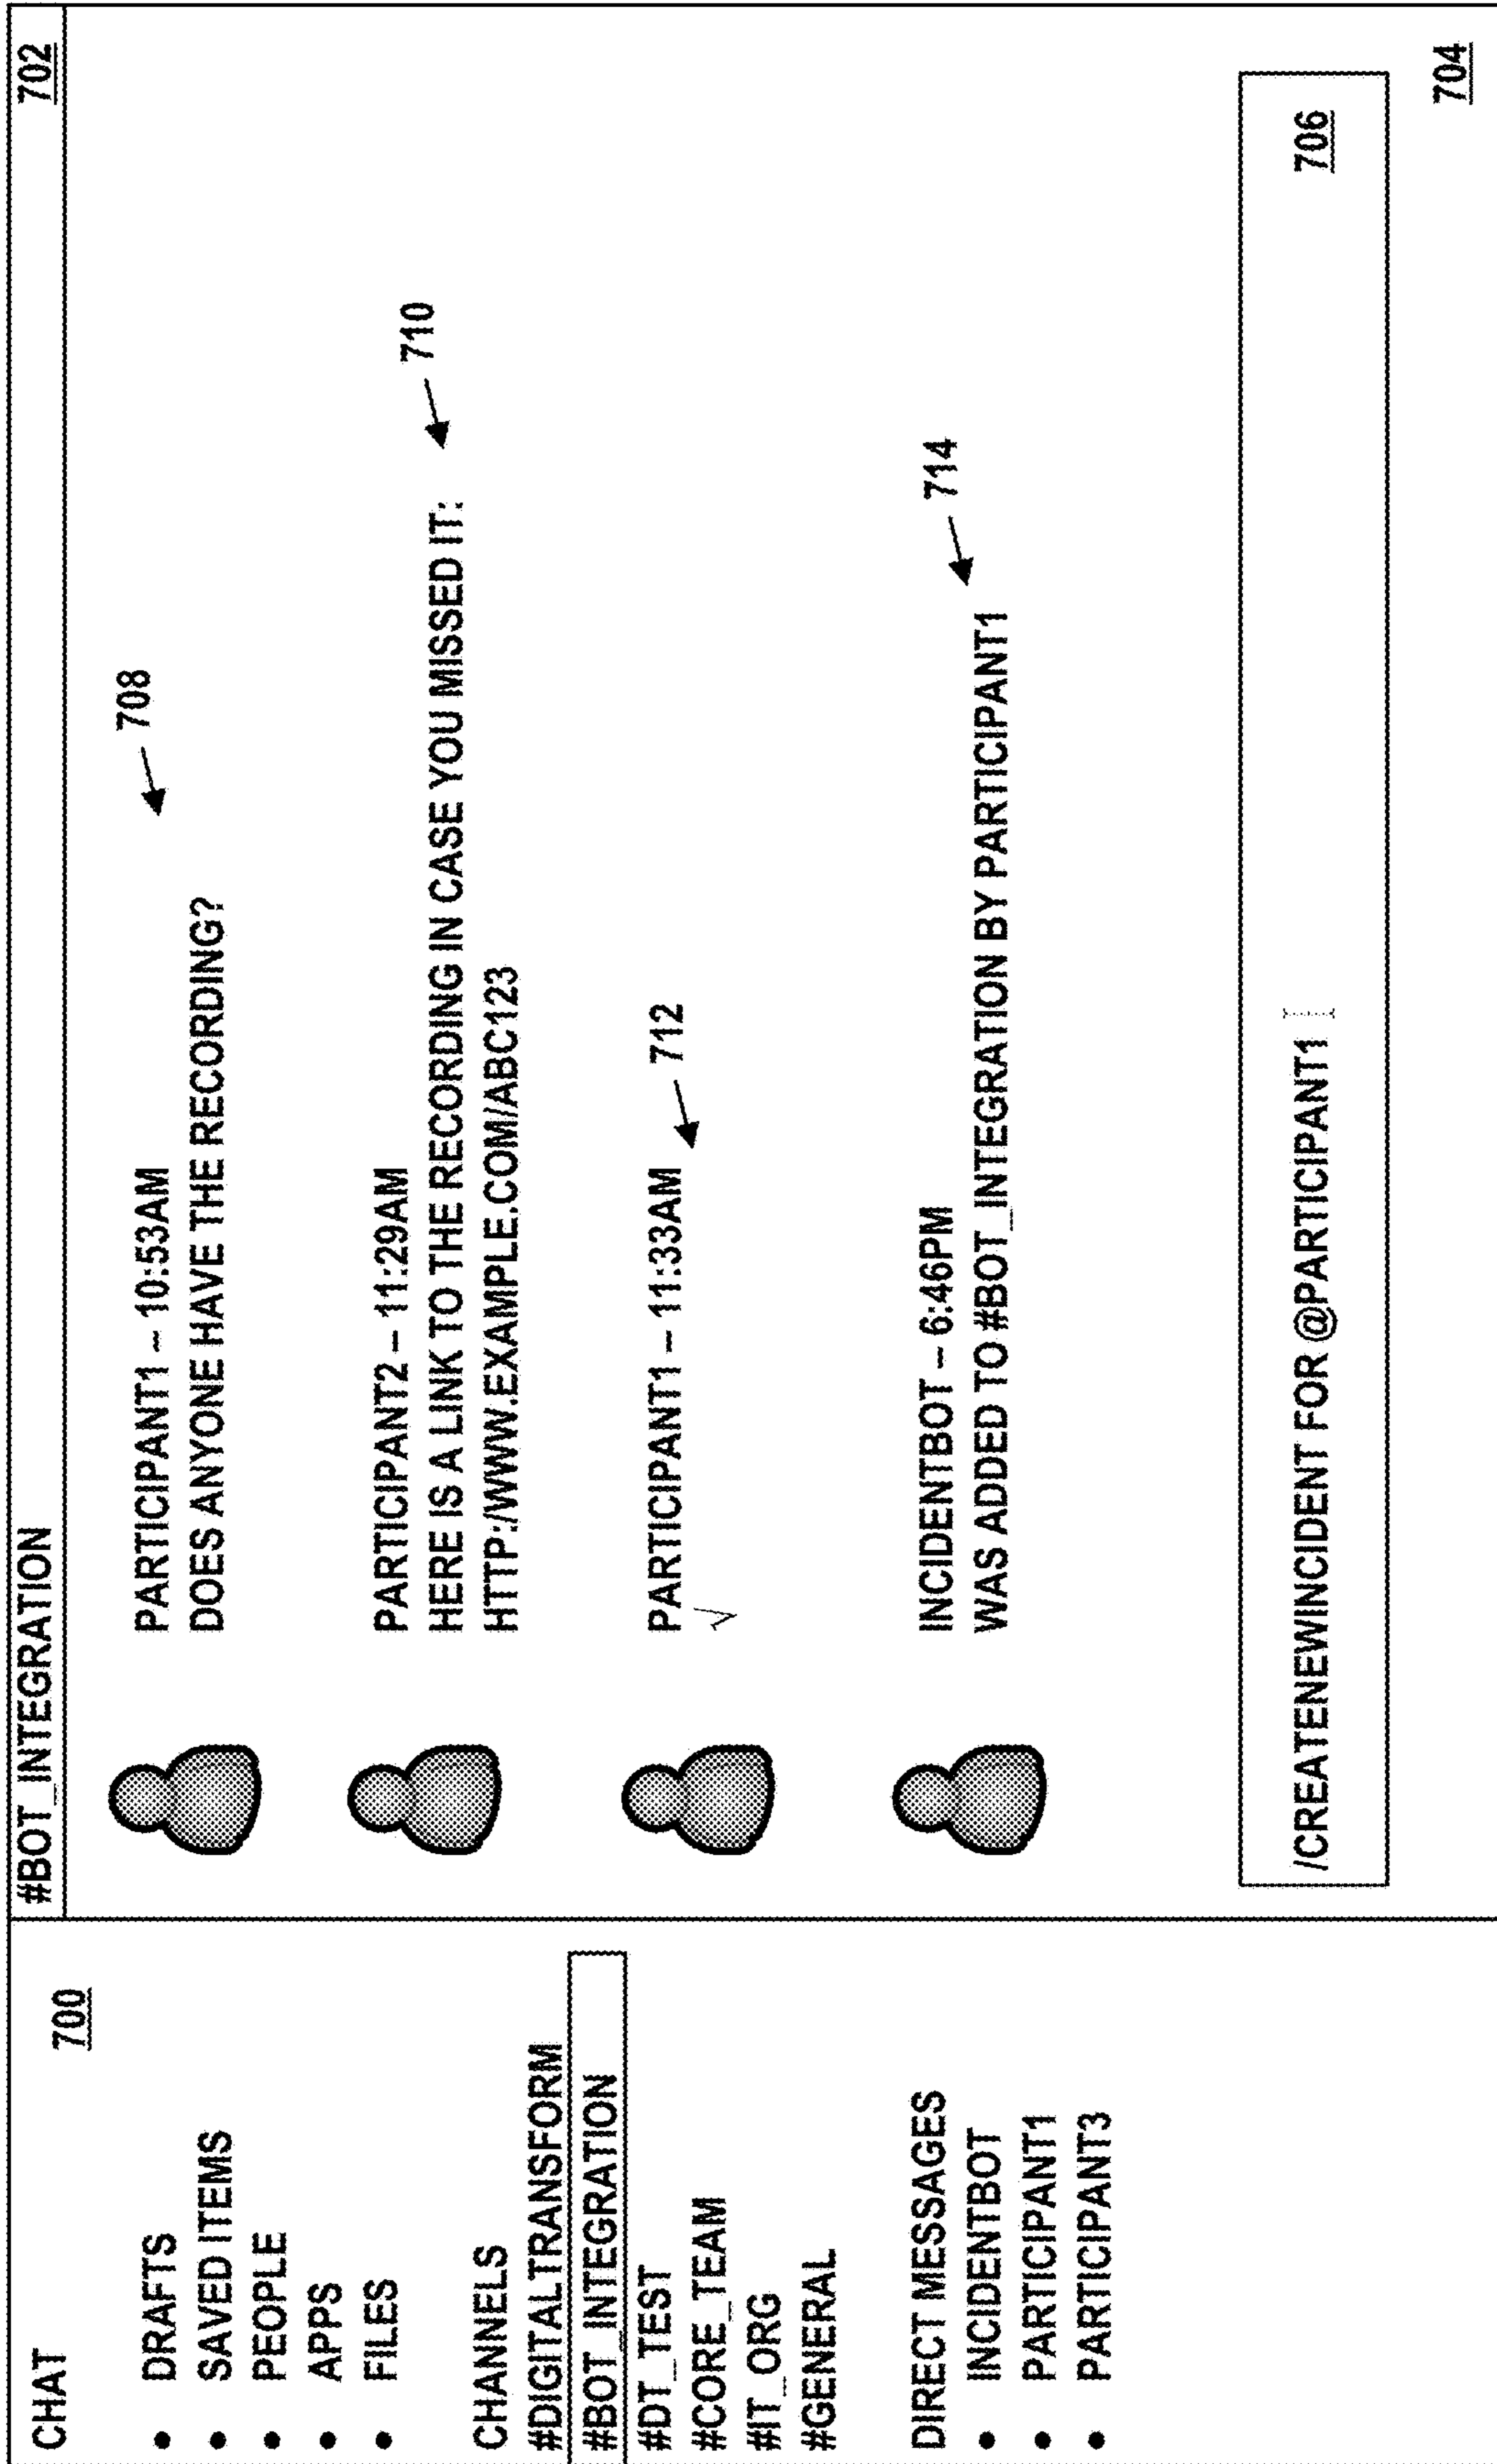 CHAT
700
• DRAFTS
• SAVED ITEMS
• PEOPLE
• APPS
• FILES
CHANNELS
#DIGITALTRANSFORM
#BOT_INTEGRATION
#DT_TEST
#CORE_TEAM
#IT_ORG
#GENERAL
DIRECT MESSAGES
• INCIDENTBOT
• PARTICIPANT1
• PARTICIPANT3
#BOT_INTEGRATION 702
PARTICIPANT1 – 10:53AM
708
DOES ANYONE HAVE THE RECORDING?
PARTICIPANT2 – 11:29AM
710
HERE IS A LINK TO THE RECORDING IN CASE YOU MISSED IT:
HTTP:/WWW.EXAMPLE.COM/ABC123
PARTICIPANT1 – 11:33AM
712
√
INCIDENTBOT – 6:46PM
714
WAS ADDED TO #BOT_INTEGRATION BY PARTICIPANT1
/CREATENEWINCIDENT FOR @PARTICIPANT1 706
704